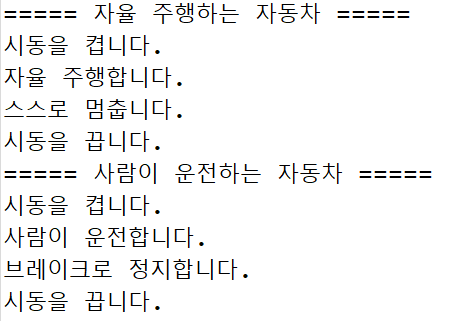 ===== 자율 주행하는 자동차 =====
시동을 켭니다.
자율 주행합니다.
스스로 멈춥니다.
시동을 끕니다.
===== 사람이 운전하는 자동차 =====
시동을 켭니다.
사람이 운전합니다.
브레이크로 정지합니다.
시동을 끕니다.